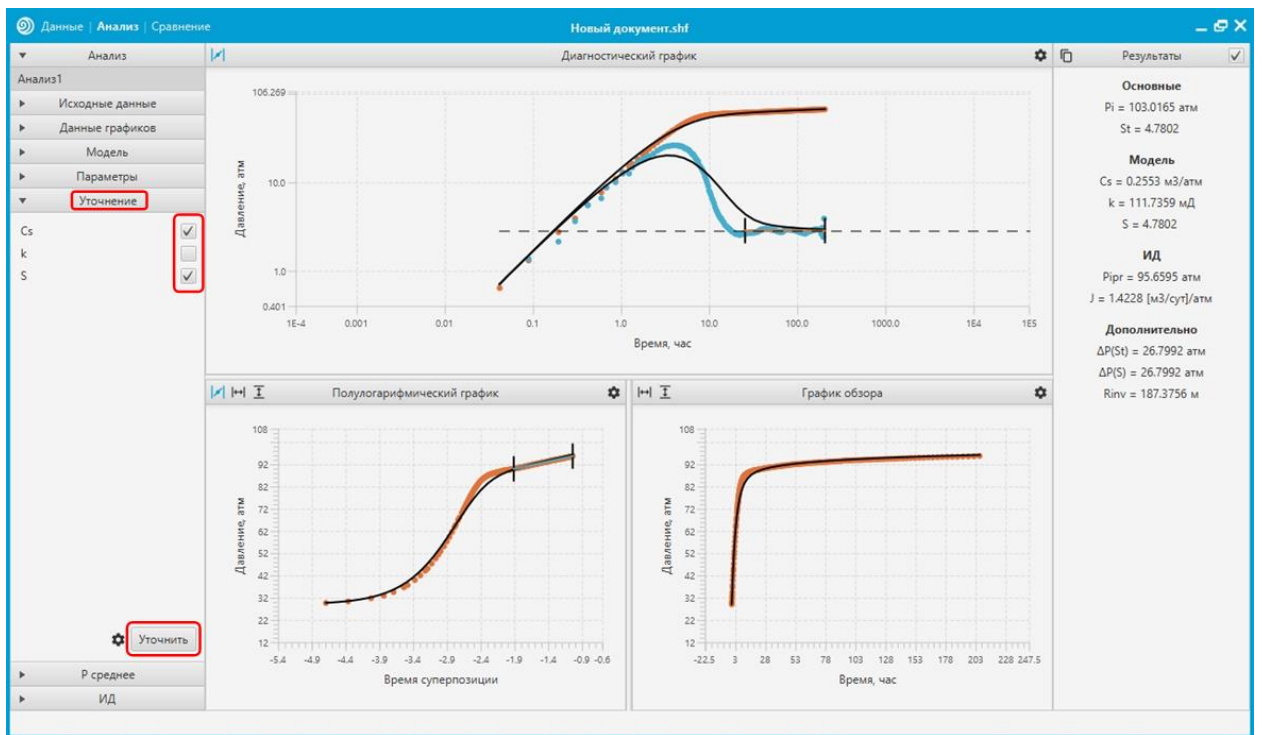 Данные | Анализ | Сравнение
Новый документ.shf
Анализ
Анализ1
Исходные данные
Данные графиков
Модель
Параметры
Уточнение
Cs
k
S
Уточнить
P среднее
ИД
Диагностический график
Давление, атм
106.269
10.0
1.0
0.401
1E-4 0.001 0.01 0.1 1.0 10.0 100.0 1000.0 1E4 1E5
Время, час
Полулогарифмический график
Давление, атм
108
92
82
72
62
52
42
32
22
12
-5.4 -4.9 -4.4 -3.9 -3.4 -2.9 -2.4 -1.9 -1.4 -0.9 -0.6
Время суперпозиции
График обзора
Давление, атм
108
92
82
72
62
52
42
32
22
12
-22.5 3 28 53 78 103 128 153 178 203 228 247.5
Время, час
Результаты
Основные
Pi = 103.0165 атм
St = 4.7802
Модель
Cs = 0.2553 м3/атм
k = 111.7359 мД
S = 4.7802
ИД
Pipr = 95.6595 атм
J = 1.4228 [м3/сут]/атм
Дополнительно
ΔP(St) = 26.7992 атм
ΔP(S) = 26.7992 атм
Rinv = 187.3756 м